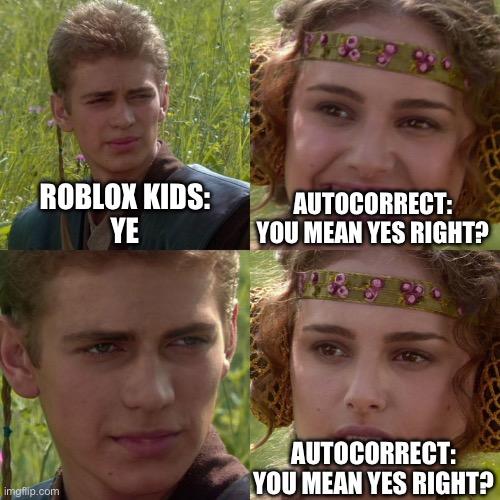 ROBLOX KIDS:
YE
AUTOCORRECT:
YOU MEAN YES RIGHT?
AUTOCORRECT:
YOU MEAN YES RIGHT?
imgflip.com